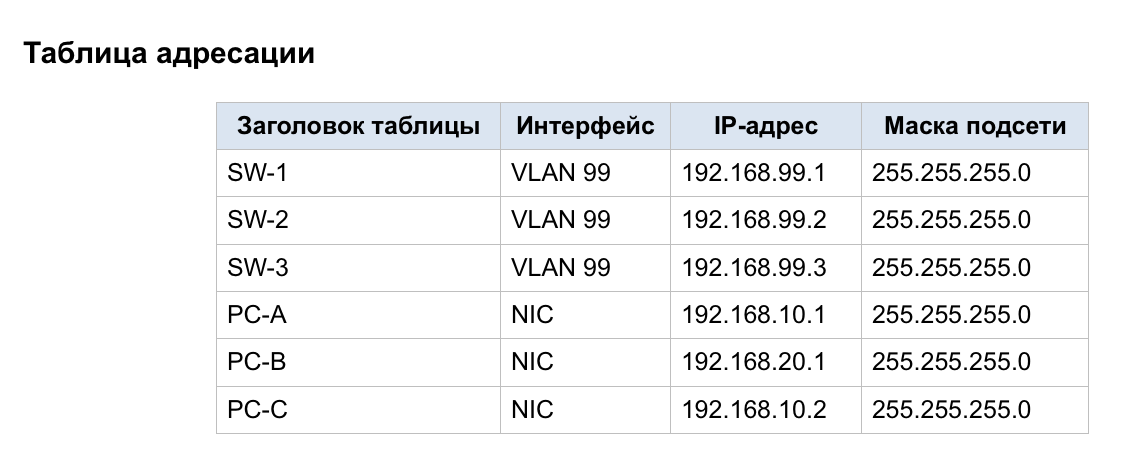 Таблица адресации
Заголовок таблицы Интерфейс IP-адрес Маска подсети
SW-1 VLAN 99 192.168.99.1 255.255.255.0
SW-2 VLAN 99 192.168.99.2 255.255.255.0
SW-3 VLAN 99 192.168.99.3 255.255.255.0
PC-A NIC 192.168.10.1 255.255.255.0
PC-B NIC 192.168.20.1 255.255.255.0
PC-C NIC 192.168.10.2 255.255.255.0